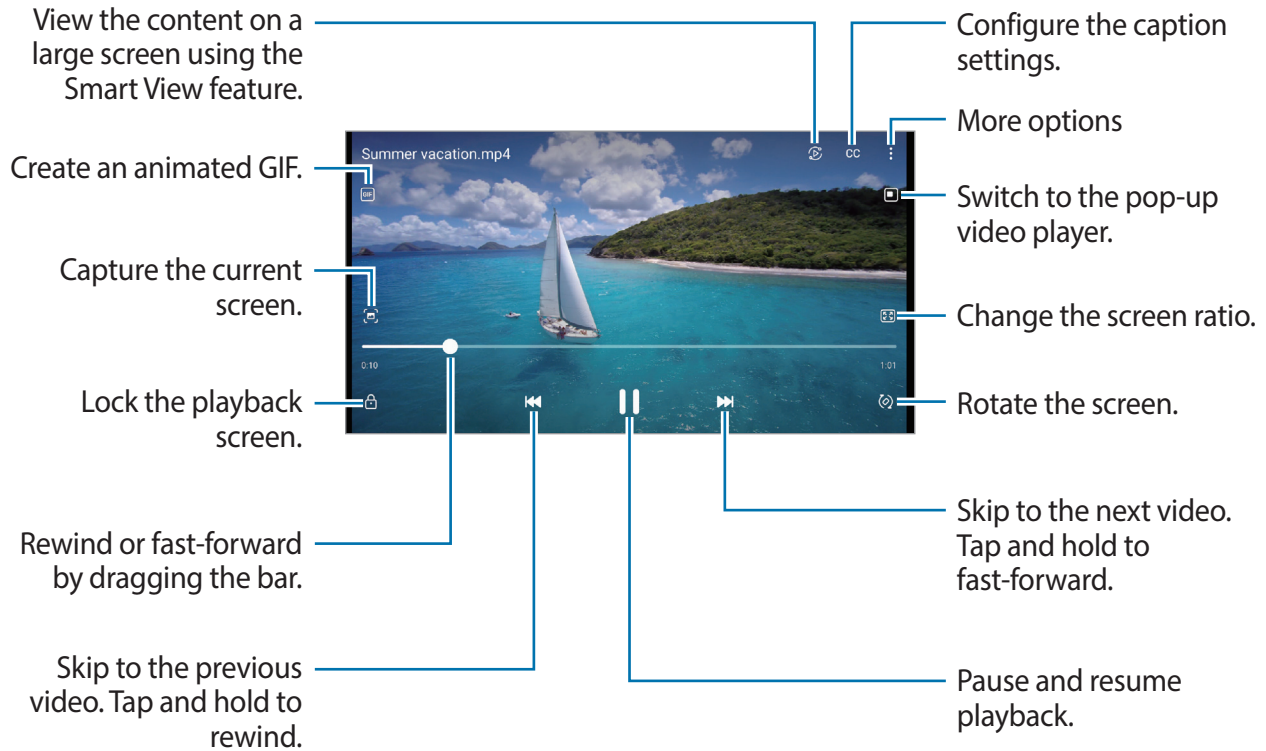 View the content on a
large screen using the
Smart View feature.
Configure the caption
settings.
More options
Create an animated GIF.
Summer vacation.mp4
CC
GIF
Switch to the pop-up
video player.
Capture the current
screen.
Change the screen ratio.
0:10
1:01
Lock the playback
screen.
Rotate the screen.
Rewind or fast-forward
by dragging the bar.
Skip to the next video.
Tap and hold to
fast-forward.
Skip to the previous
video. Tap and hold to
rewind.
Pause and resume
playback.